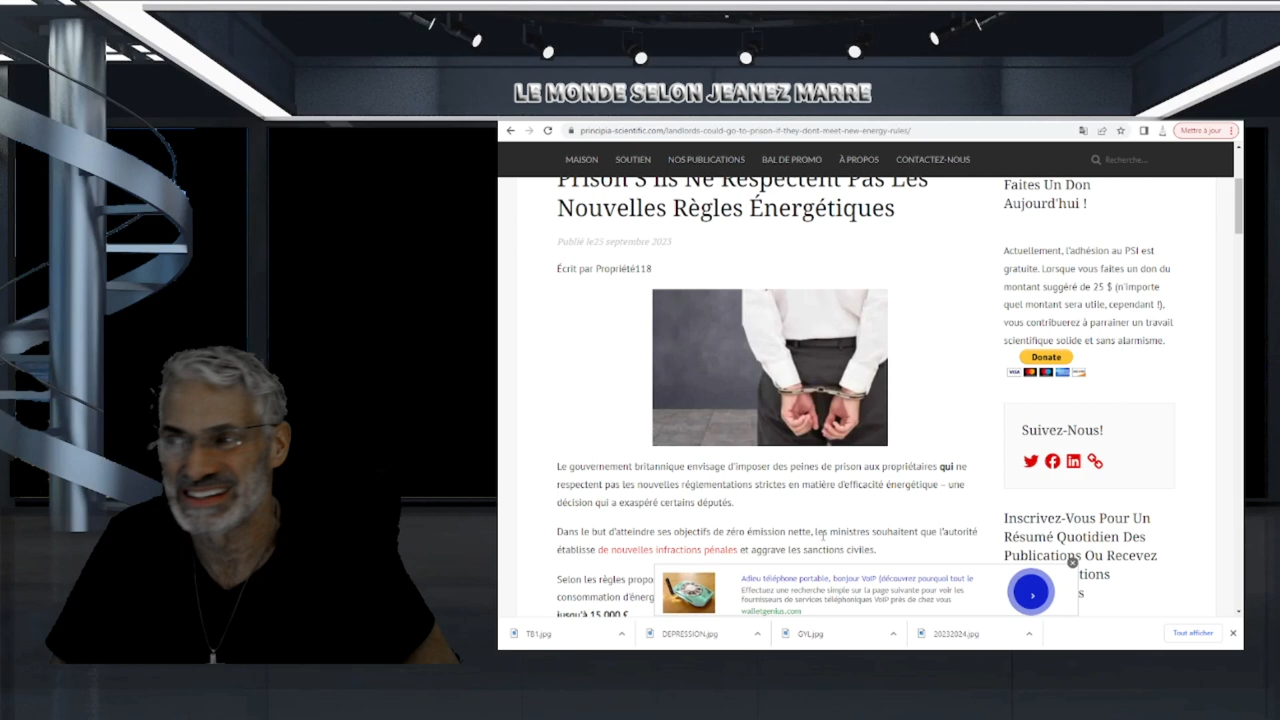 LE MONDE SELON JEANEZ MARRE
principia-scientific.com/landlords-could-go-to-prison-if-they-dont-meet-new-energy-rules/
Mettre à jour
MAISON SOUTIEN NOS PUBLICATIONS BAL DE PROMO À PROPOS CONTACTEZ-NOUS
Recherche...
Prison S'ils Ne Respectent Pas Les
Nouvelles Règles Énergétiques
Publié le25 septembre 2023
Écrit par Propriété118
Le gouvernement britannique envisage d'imposer des peines de prison aux propriétaires qui ne
respectent pas les nouvelles réglementations strictes en matière d'efficacité énergétique – une
décision qui a exaspéré certains députés.
Dans le but d'atteindre ses objectifs de zéro émission nette, les ministres souhaitent que l'autorité
établisse de nouvelles infractions pénales et aggrave les sanctions civiles.
Selon les règles propo
consommation d'énerg
jusqu'à 15 000 £
Faites Un Don
Aujourd'hui !
Actuellement, l'adhésion au PSI est
gratuite. Lorsque vous faites un don du
montant suggéré de 25 $ (n'importe
quel montant sera utile, cependant !),
vous contribuerez à parrainer un travail
scientifique solide et sans alarmisme.
Donate
VISA
Suivez-Nous!
Inscrivez-Vous Pour Un
Résumé Quotidien Des
Publications Ou Recevez
tions
s
Adieu téléphone portable, bonjour VoIP (découvrez pourquoi tout le
Effectuez une recherche simple sur la page suivante pour voir les
fournisseurs de services téléphoniques VoIP près de chez vous
walletgenius.com
TB1.jpg
DEPRESSION.jpg
GYL.jpg
20232024.jpg
Tout afficher